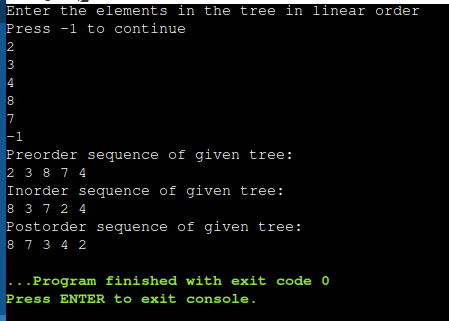 Enter the elements in the tree in linear order
Press -1 to continue
2
3
4
8
7
-1
Preorder sequence of given tree:
2 3 8 7 4
Inorder sequence of given tree:
8 3 7 2 4
Postorder sequence of given tree:
8 7 3 4 2
...Program finished with exit code 0
Press ENTER to exit console.